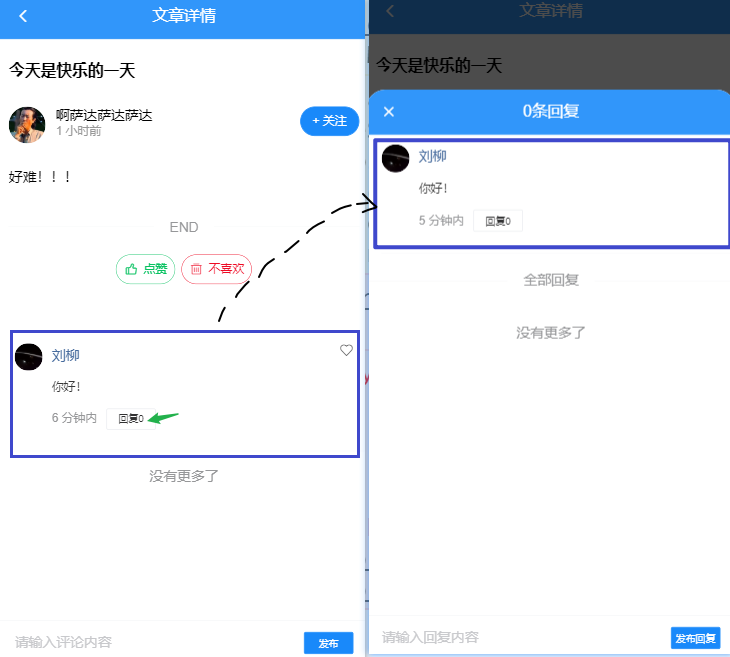 文章详情
今天是快乐的一天
啊萨达萨达萨达
1 小时前
+ 关注
好难！！！
END
点赞
不喜欢
刘柳
你好！
6 分钟内
回复0
没有更多了
请输入评论内容
发布
文章详情
今天是快乐的一天
0条回复
刘柳
你好！
5 分钟内
回复0
全部回复
没有更多了
请输入回复内容
发布回复